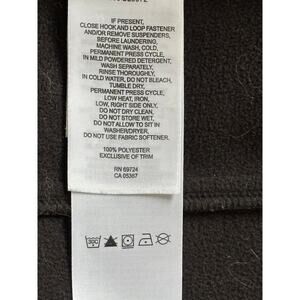 IF PRESENT,
CLOSE HOOK AND LOOP FASTENER
AND/OR REMOVE SUSPENDERS,
BEFORE LAUNDERING,
MACHINE WASH, COLD,
PERMANENT PRESS CYCLE,
IN MILD POWDERED DETERGENT,
WASH SEPARATELY,
RINSE THOROUGHLY,
IN COLD WATER, DO NOT BLEACH,
TUMBLE DRY,
PERMANENT PRESS CYCLE,
LOW HEAT, IRON,
LOW, RIGHT SIDE ONLY,
DO NOT DRY CLEAN,
DO NOT STORE WET,
DO NOT ALLOW TO SIT IN
WASHER/DRYER,
DO NOT USE FABRIC SOFTENER.
100% POLYESTER
EXCLUSIVE OF TRIM
RN 69724
CA 05367